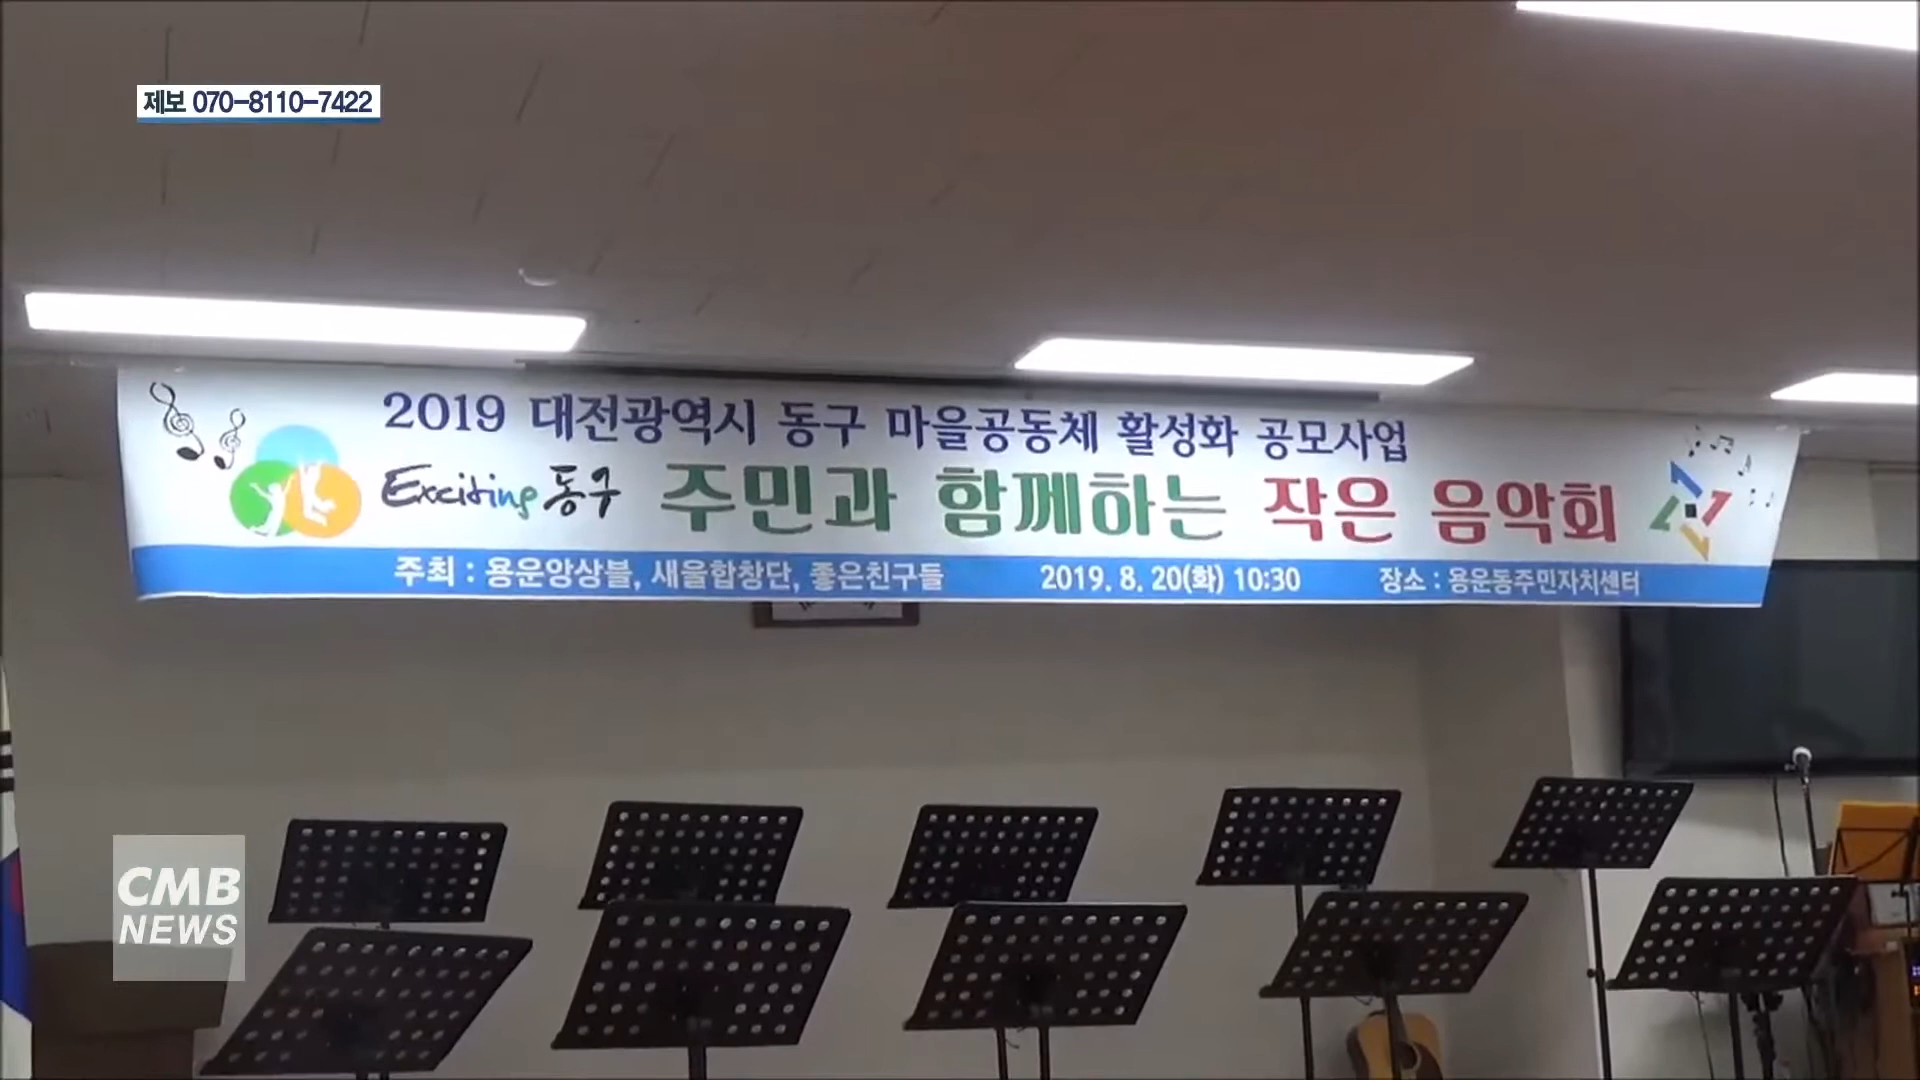 제보 070-8110-7422
2019 대전광역시 동구 마을공동체 활성화 공모사업
Exciting 동구 주민과 함께하는 작은 음악회
주최 : 용운앙상블, 새울합창단, 좋은친구들 2019. 8. 20(화) 10:30 장소 : 용운동주민자치센터
CMB
NEWS